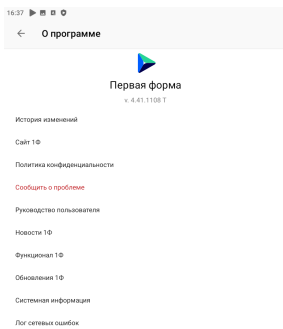 16:37
О программе
Первая форма
v. 4.41.1108 T
История изменений
Сайт 1Ф
Политика конфиденциальности
Сообщить о проблеме
Руководство пользователя
Новости 1Ф
Функционал 1Ф
Обновления 1Ф
Системная информация
Лог сетевых ошибок